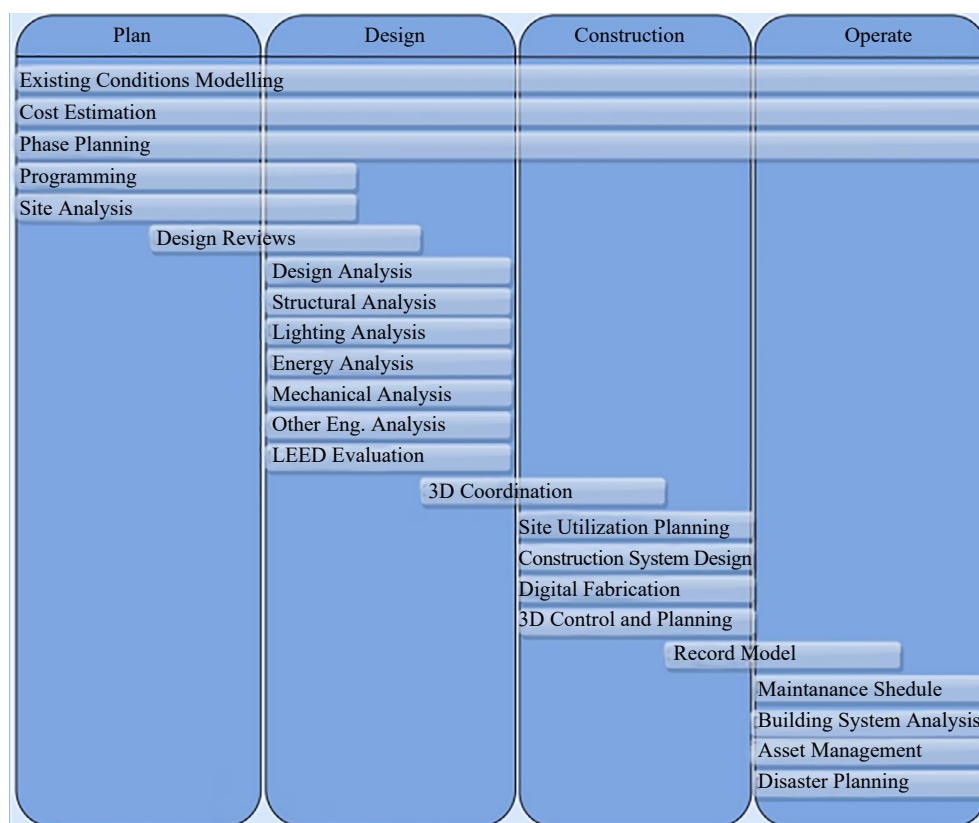 Plan Design Construction Operate
Existing Conditions Modelling
Cost Estimation
Phase Planning
Programming
Site Analysis
Design Reviews
Design Analysis
Structural Analysis
Lighting Analysis
Energy Analysis
Mechanical Analysis
Other Eng. Analysis
LEED Evaluation
3D Coordination
Site Utilization Planning
Construction System Design
Digital Fabrication
3D Control and Planning
Record Model
Maintanance Shedule
Building System Analysis
Asset Management
Disaster Planning